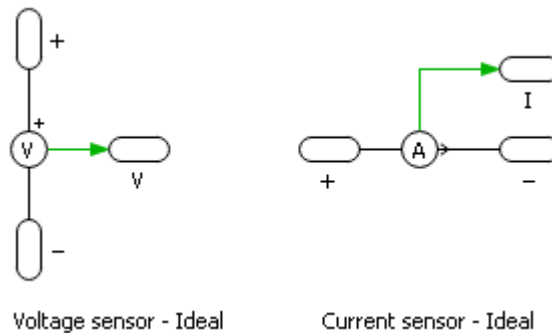 +
+
V
V
−
I
A
+
−
Voltage sensor - Ideal
Current sensor - Ideal